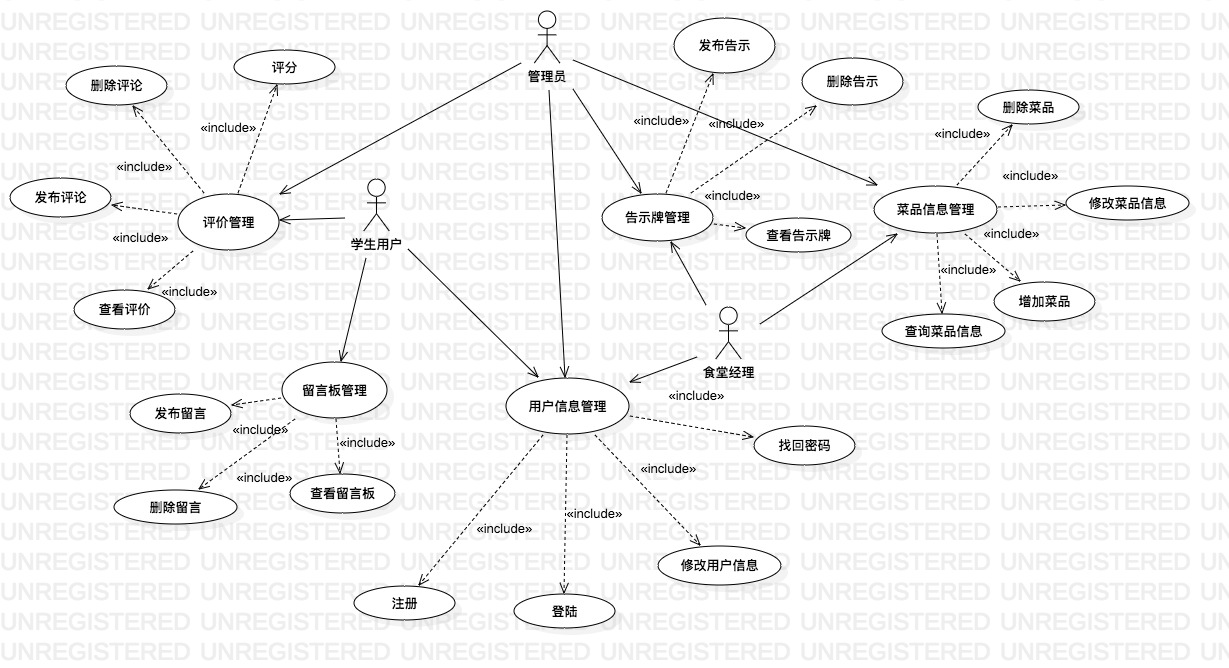 管理员
发布告示
评分
删除评论
删除告示
«include»
«include»
«include»
删除菜品
«include»
«include»
«include»
«include»
发布评论
修改菜品信息
评价管理
告示牌管理
菜品信息管理
«include»
查看告示牌
«include»
学生用户
«include»
«include»
增加菜品
查看评价
查询菜品信息
食堂经理
留言板管理
«include»
发布留言
用户信息管理
«include»
«include»
找回密码
«include»
«include»
查看留言板
删除留言
«include»
«include»
修改用户信息
注册
登陆
UNREGISTERED